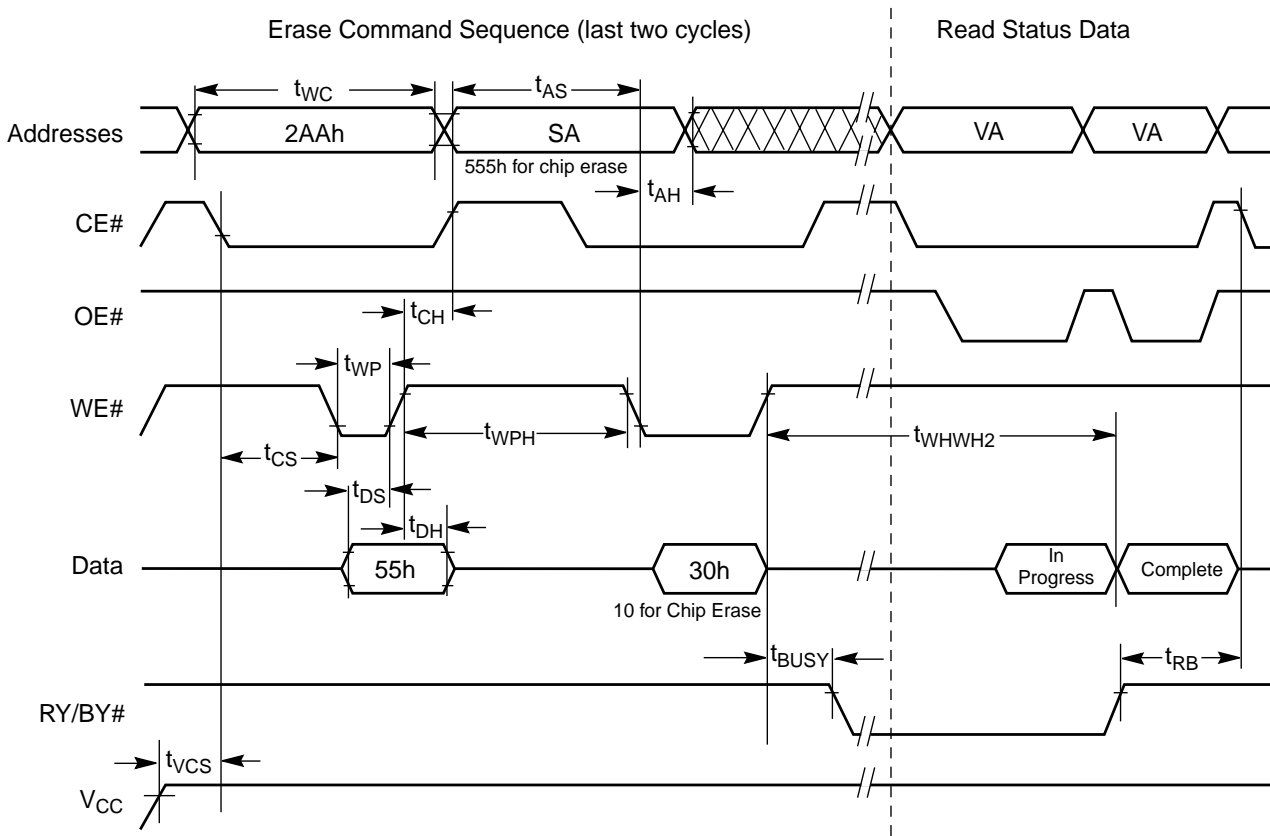 Erase Command Sequence (last two cycles) Read Status Data
tWC tAS
Addresses 2AAh SA VA VA
555h for chip erase
tAH
CE#
OE#
tCH
tWP
WE#
tWPH tWHWH2
tCS
tDS
tDH
Data 55h 30h In Progress Complete
10 for Chip Erase
tBUSY tRB
RY/BY#
tVCS
VCC